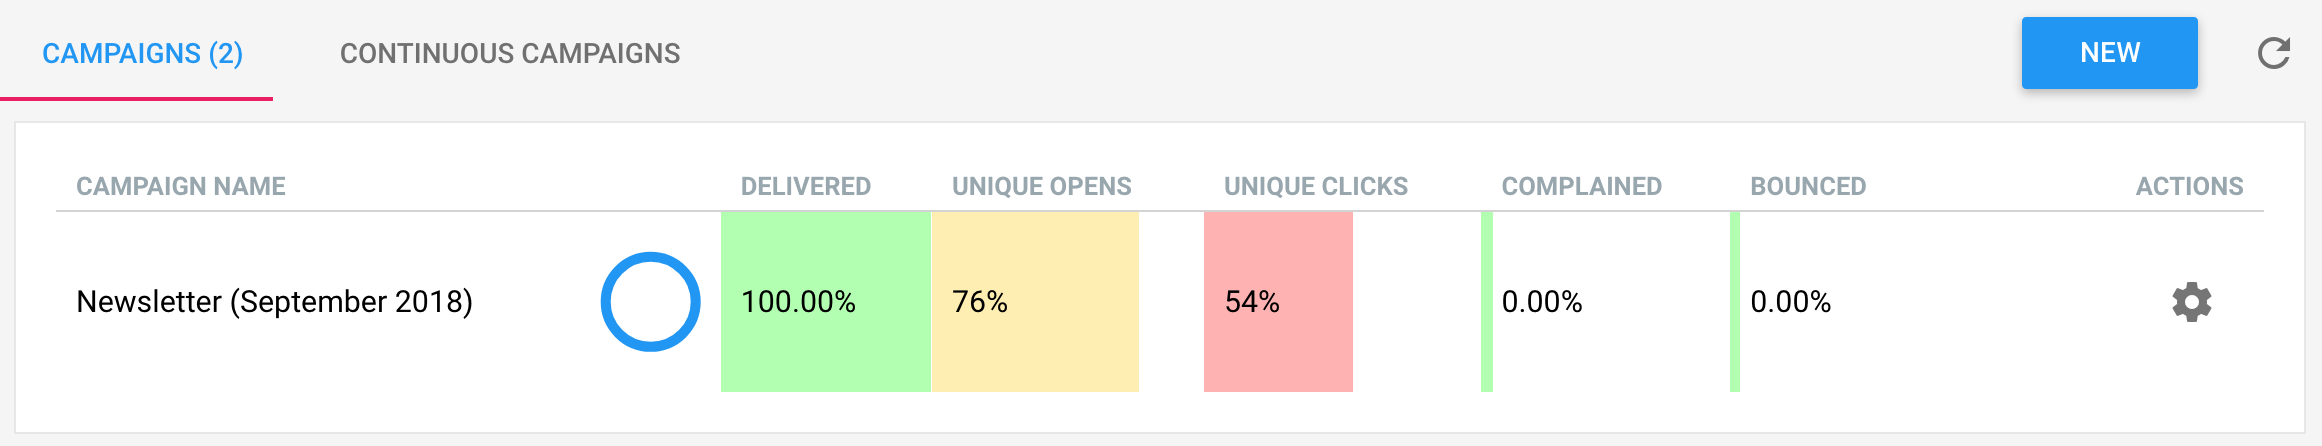 CAMPAIGNS (2) CONTINUOUS CAMPAIGNS NEW
CAMPAIGN NAME DELIVERED UNIQUE OPENS UNIQUE CLICKS COMPLAINED BOUNCED ACTIONS
Newsletter (September 2018) 100.00% 76% 54% 0.00% 0.00%